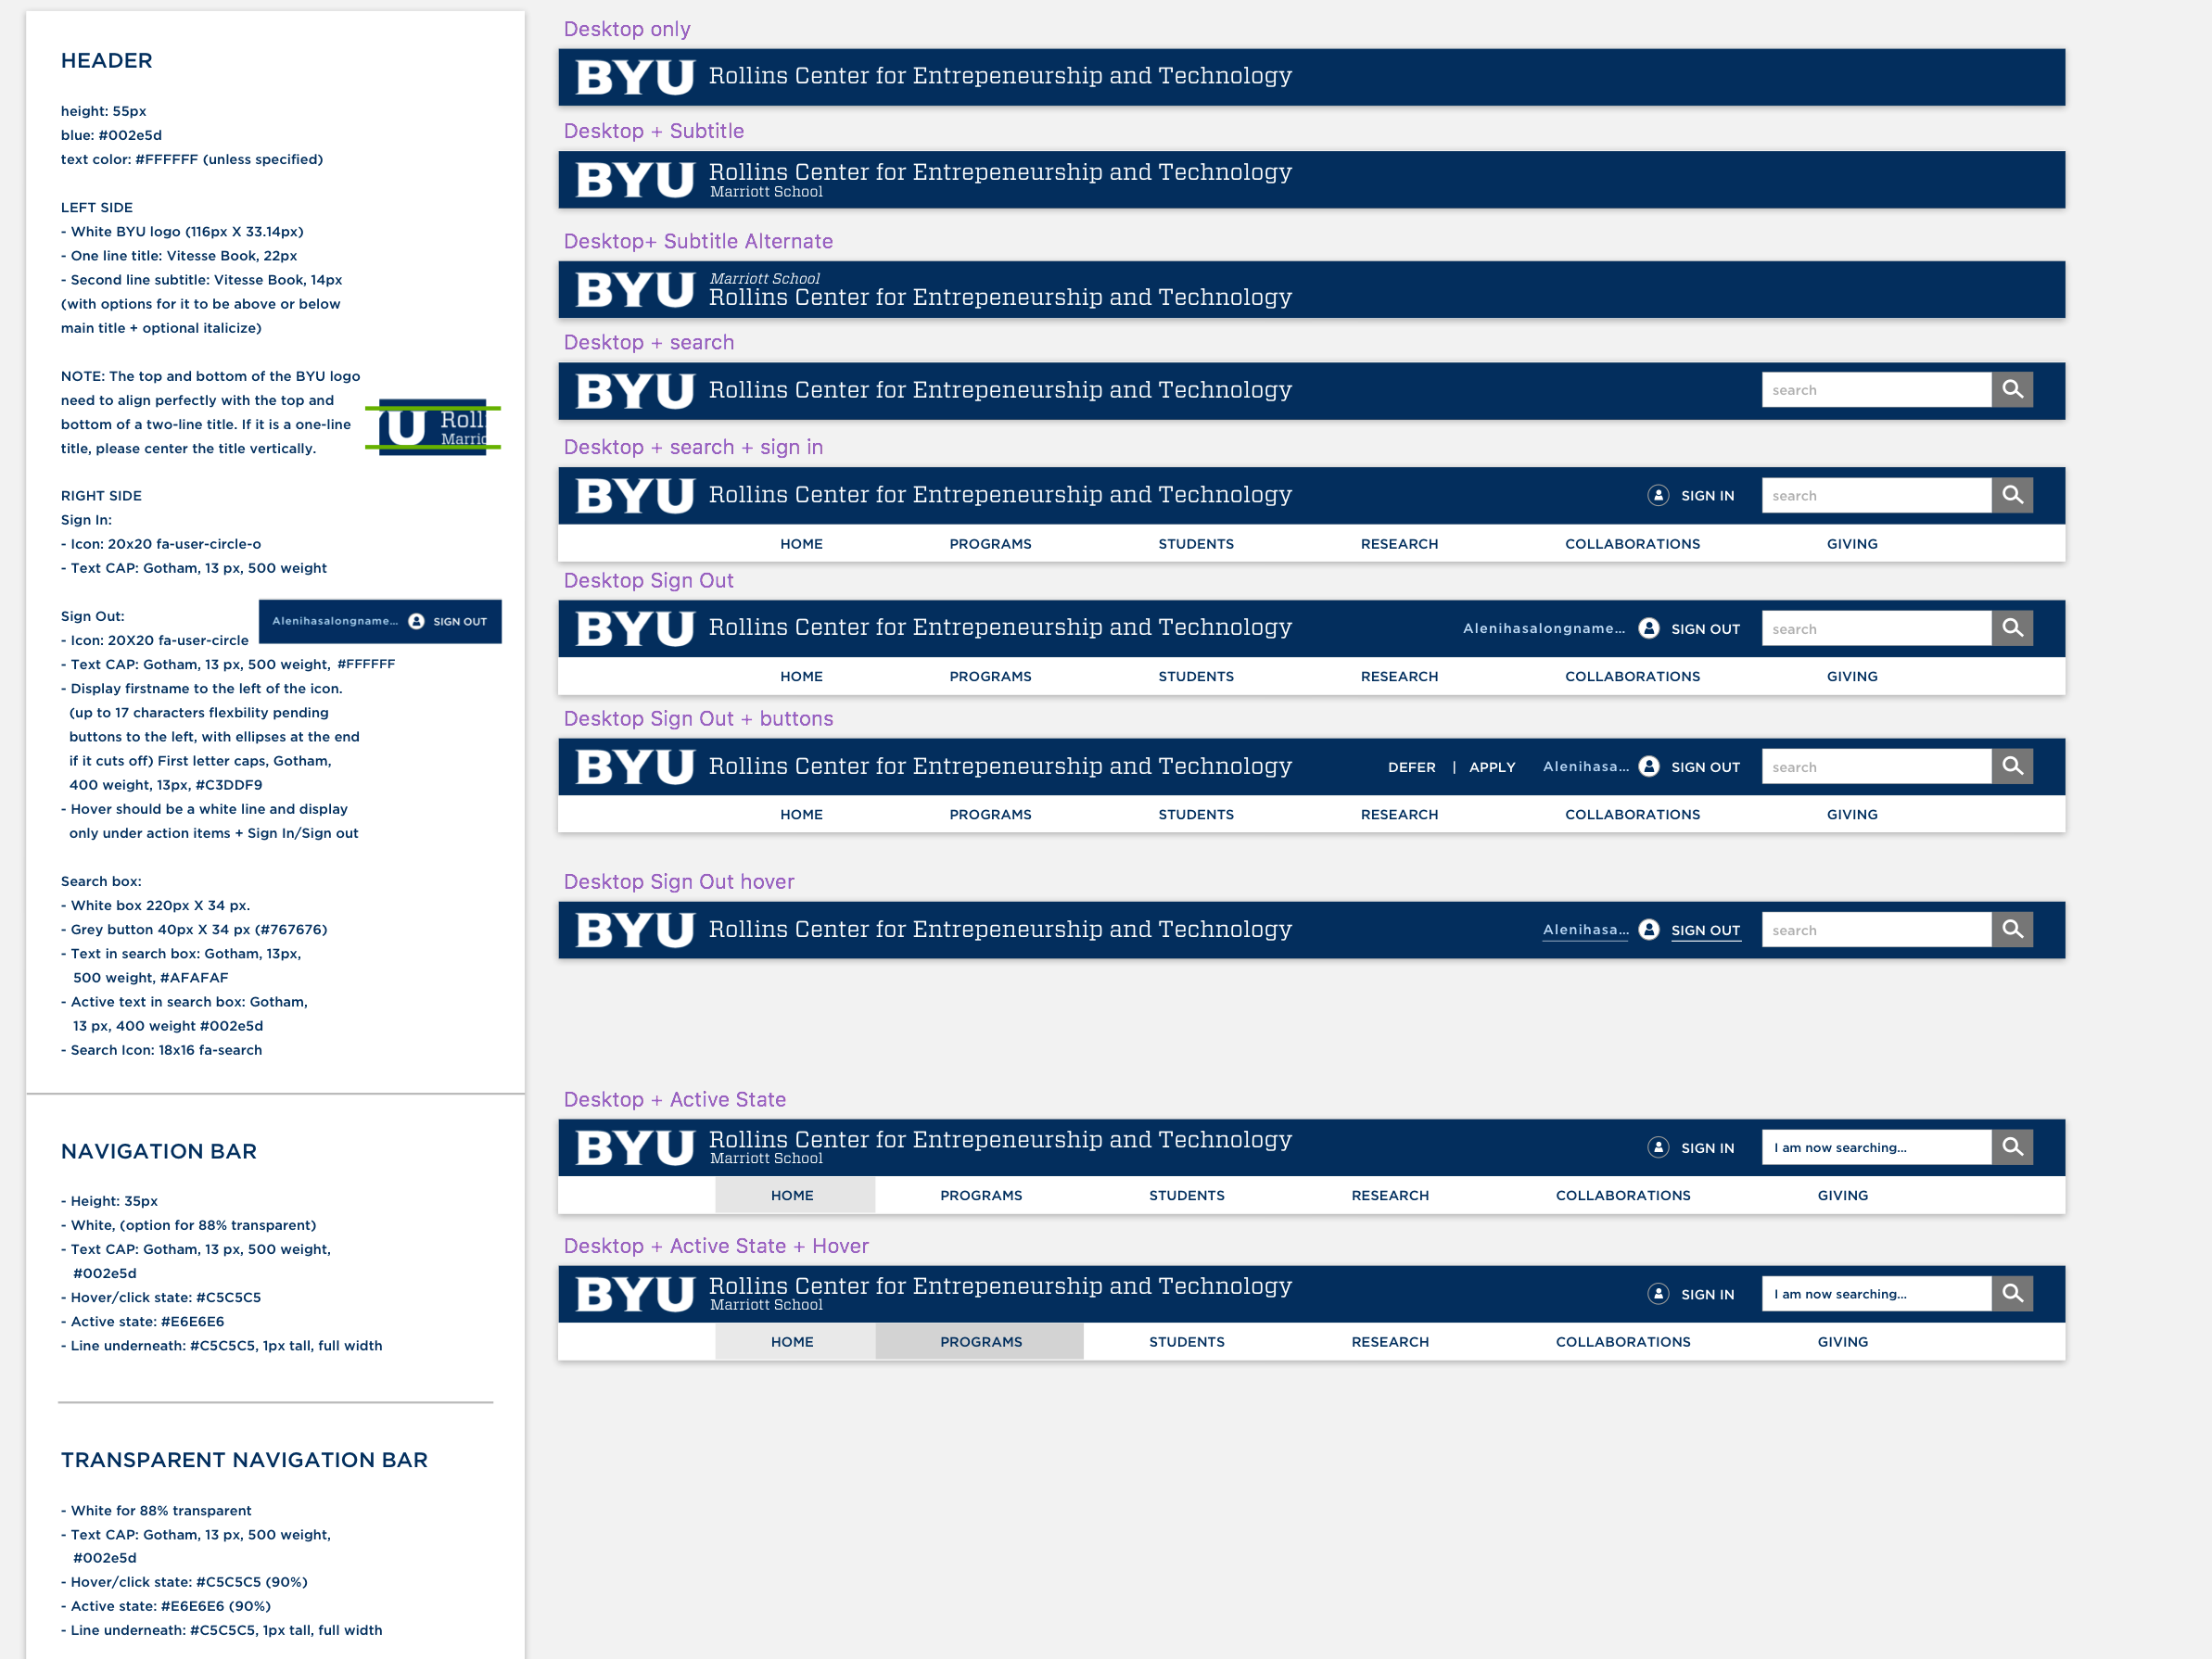 HEADER
height: 55px
blue: #002e5d
text color: #FFFFFF (unless specified)
LEFT SIDE
- White BYU logo (116px X 33.14px)
- One line title: Vitesse Book, 22px
- Second line subtitle: Vitesse Book, 14px
(with options for it to be above or below
main title + optional italicize)
NOTE: The top and bottom of the BYU logo
need to align perfectly with the top and
bottom of a two-line title. If it is a one-line
title, please center the title vertically.
U Roll
Marri
RIGHT SIDE
Sign In:
- Icon: 20x20 fa-user-circle-o
- Text CAP: Gotham, 13 px, 500 weight
Sign Out:
Alenihasalongname... SIGN OUT
- Icon: 20X20 fa-user-circle
- Text CAP: Gotham, 13 px, 500 weight, #FFFFFF
- Display firstname to the left of the icon.
(up to 17 characters flexbility pending
buttons to the left, with ellipses at the end
if it cuts off) First letter caps, Gotham,
400 weight, 13px, #C3DDF9
- Hover should be a white line and display
only under action items + Sign In/Sign out
Search box:
- White box 220px X 34 px.
- Grey button 40px X 34 px (#767676)
- Text in search box: Gotham, 13px,
500 weight, #AFAFAF
- Active text in search box: Gotham,
13 px, 400 weight #002e5d
- Search Icon: 18x16 fa-search
NAVIGATION BAR
- Height: 35px
- White, (option for 88% transparent)
- Text CAP: Gotham, 13 px, 500 weight,
#002e5d
- Hover/click state: #C5C5C5
- Active state: #E6E6E6
- Line underneath: #C5C5C5, 1px tall, full width
TRANSPARENT NAVIGATION BAR
- White for 88% transparent
- Text CAP: Gotham, 13 px, 500 weight,
#002e5d
- Hover/click state: #C5C5C5 (90%)
- Active state: #E6E6E6 (90%)
- Line underneath: #C5C5C5, 1px tall, full width
Desktop only
BYU Rollins Center for Entrepeneurship and Technology
Desktop + Subtitle
BYU Rollins Center for Entrepeneurship and Technology
Marriott School
Desktop+ Subtitle Alternate
Marriott School
BYU Rollins Center for Entrepeneurship and Technology
Desktop + search
BYU Rollins Center for Entrepeneurship and Technology search
Desktop + search + sign in
BYU Rollins Center for Entrepeneurship and Technology SIGN IN search
HOME PROGRAMS STUDENTS RESEARCH COLLABORATIONS GIVING
Desktop Sign Out
BYU Rollins Center for Entrepeneurship and Technology Alenihasalongname... SIGN OUT search
HOME PROGRAMS STUDENTS RESEARCH COLLABORATIONS GIVING
Desktop Sign Out + buttons
BYU Rollins Center for Entrepeneurship and Technology DEFER | APPLY Alenihasa... SIGN OUT search
HOME PROGRAMS STUDENTS RESEARCH COLLABORATIONS GIVING
Desktop Sign Out hover
BYU Rollins Center for Entrepeneurship and Technology Alenihasa... SIGN OUT search
Desktop + Active State
BYU Rollins Center for Entrepeneurship and Technology SIGN IN I am now searching...
Marriott School
HOME PROGRAMS STUDENTS RESEARCH COLLABORATIONS GIVING
Desktop + Active State + Hover
BYU Rollins Center for Entrepeneurship and Technology SIGN IN I am now searching...
Marriott School
HOME PROGRAMS STUDENTS RESEARCH COLLABORATIONS GIVING